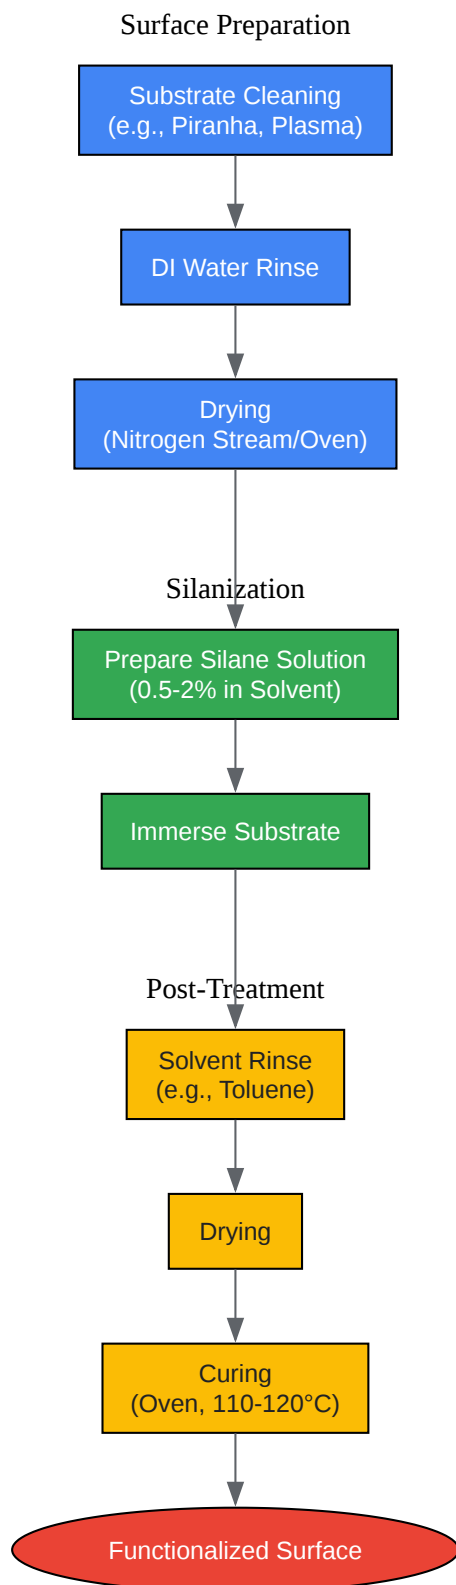 Surface Preparation
Substrate Cleaning
(e.g., Piranha, Plasma)
DI Water Rinse
Drying
(Nitrogen Stream/Oven)
Silanization
Prepare Silane Solution
(0.5-2% in Solvent)
Immerse Substrate
Post-Treatment
Solvent Rinse
(e.g., Toluene)
Drying
Curing
(Oven, 110-120°C)
Functionalized Surface